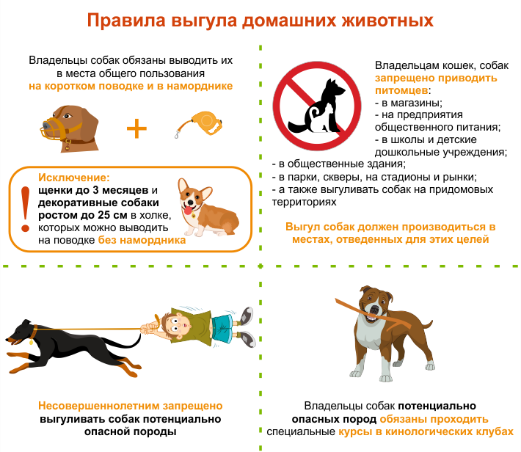 Правила выгула домашних животных
Владельцы собак обязаны выводить их
в места общего пользования
на коротком поводке и в наморднике
Исключение:
щенки до 3 месяцев и
декоративные собаки
ростом до 25 см в холке,
которых можно выводить
на поводке без намордника
Владельцам кошек, собак
запрещено приводить
питомцев:
- в магазины;
- на предприятия
общественного питания;
- в школы и детские
дошкольные учреждения;
- в общественные здания;
- в парки, скверы, на стадионы и рынки;
- а также выгуливать собак на придомовых
территориях
Выгул собак должен производиться в
местах, отведенных для этих целей
Несовершеннолетним запрещено
выгуливать собак потенциально
опасной породы
Владельцы собак потенциально
опасных пород обязаны проходить
специальные курсы в кинологических клубах